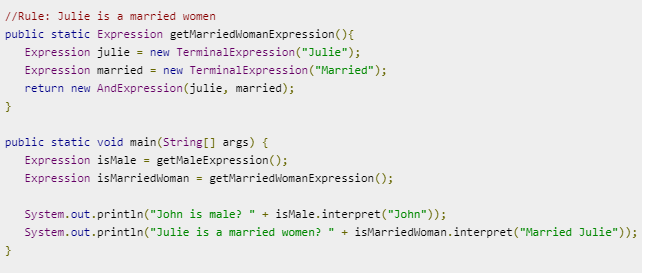 //Rule: Julie is a married women
public static Expression getMarriedWomanExpression(){
   Expression julie = new TerminalExpression("Julie");
   Expression married = new TerminalExpression("Married");
   return new AndExpression(julie, married);
}

public static void main(String[] args) {
   Expression isMale = getMaleExpression();
   Expression isMarriedWoman = getMarriedWomanExpression();

   System.out.println("John is male? " + isMale.interpret("John"));
   System.out.println("Julie is a married women? " + isMarriedWoman.interpret("Married Julie"));
}